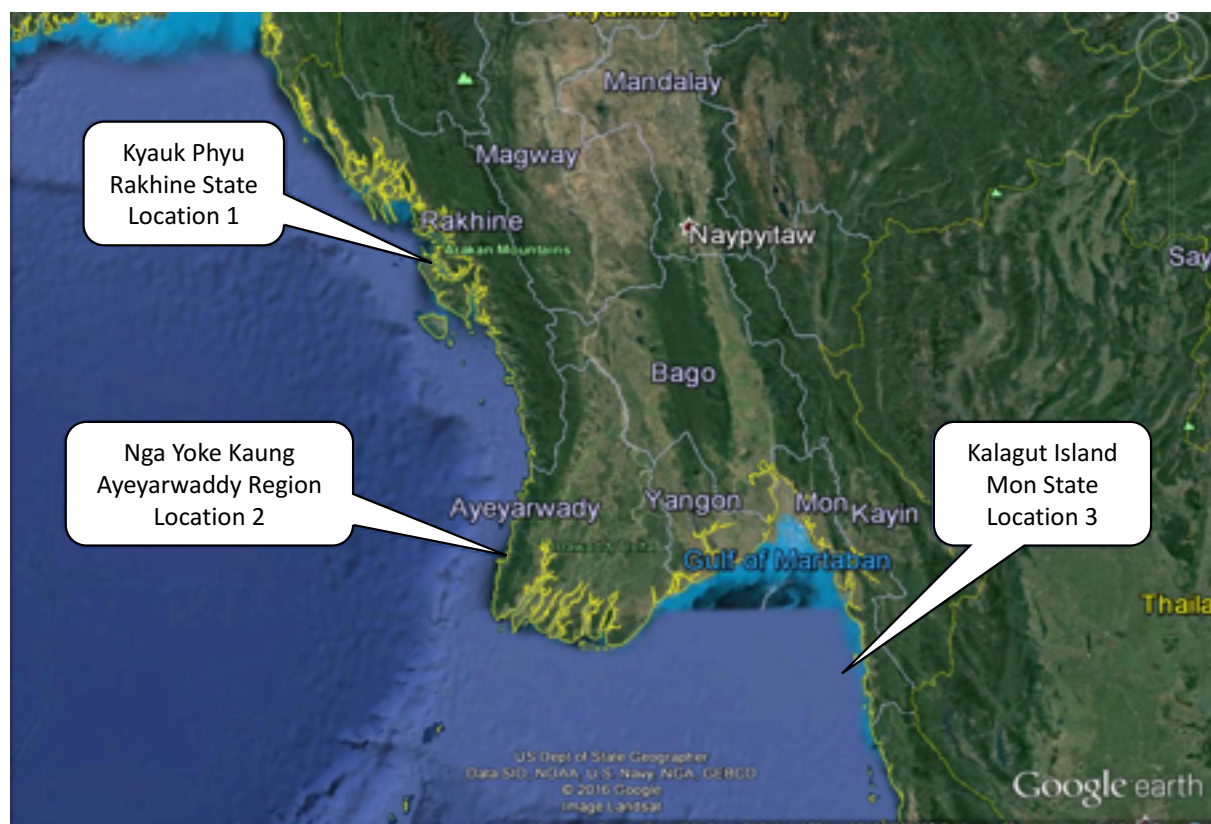 Myanmar (Burma)
Mandalay
Kyauk Phyu
Rakhine State
Location 1
Magway
Rakhine
Arakan Mountains
Naypyitaw
Say
Bago
Nga Yoke Kaung
Ayeyarwaddy Region
Location 2
Kalagut Island
Mon State
Location 3
Ayeyarwady
Yangon
Mon
Kayin
Irrawaddy Delta
Gulf of Martaban
Thaila
US Dept of State Geographer
Data SIO, NOAA, U.S. Navy, NGA, GEBCO
© 2016 Google
Image Landsat
Google earth